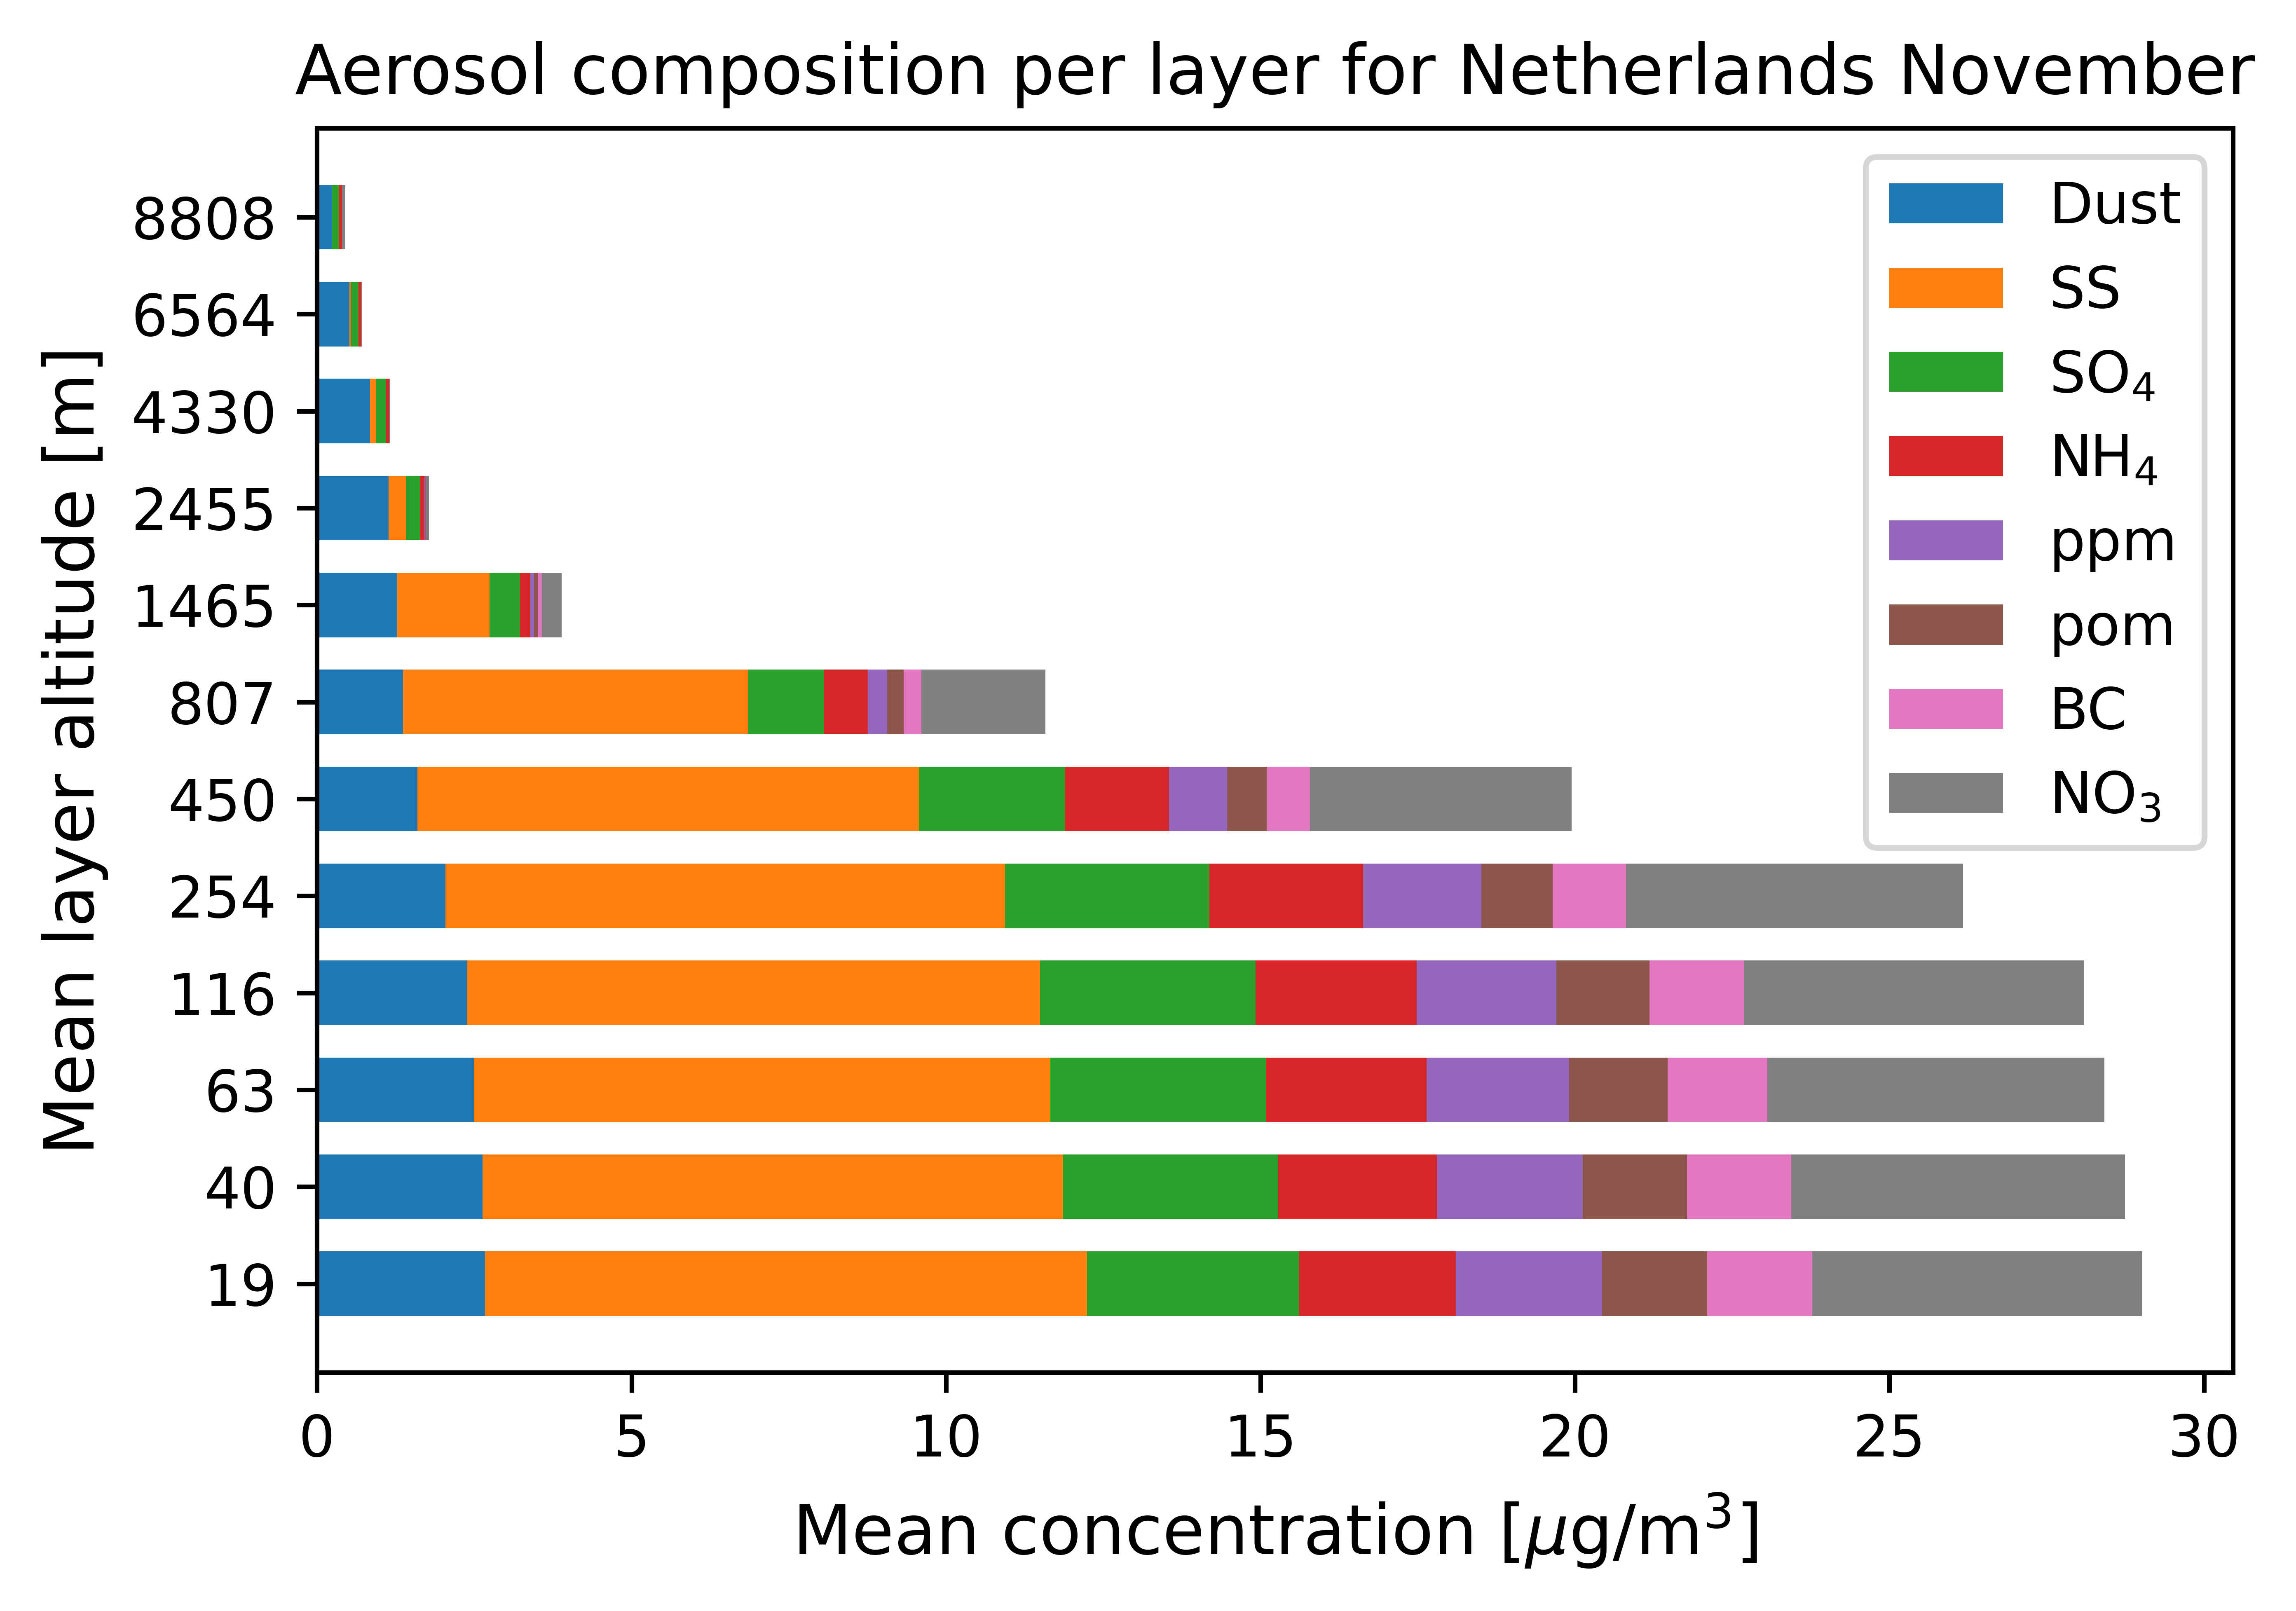 Aerosol composition per layer for Netherlands November
Mean layer altitude [m]
8808
6564
4330
2455
1465
807
450
254
116
63
40
19
Dust
SS
SO₄
NH₄
ppm
pom
BC
NO₃
0 5 10 15 20 25 30
Mean concentration [μg/m³]